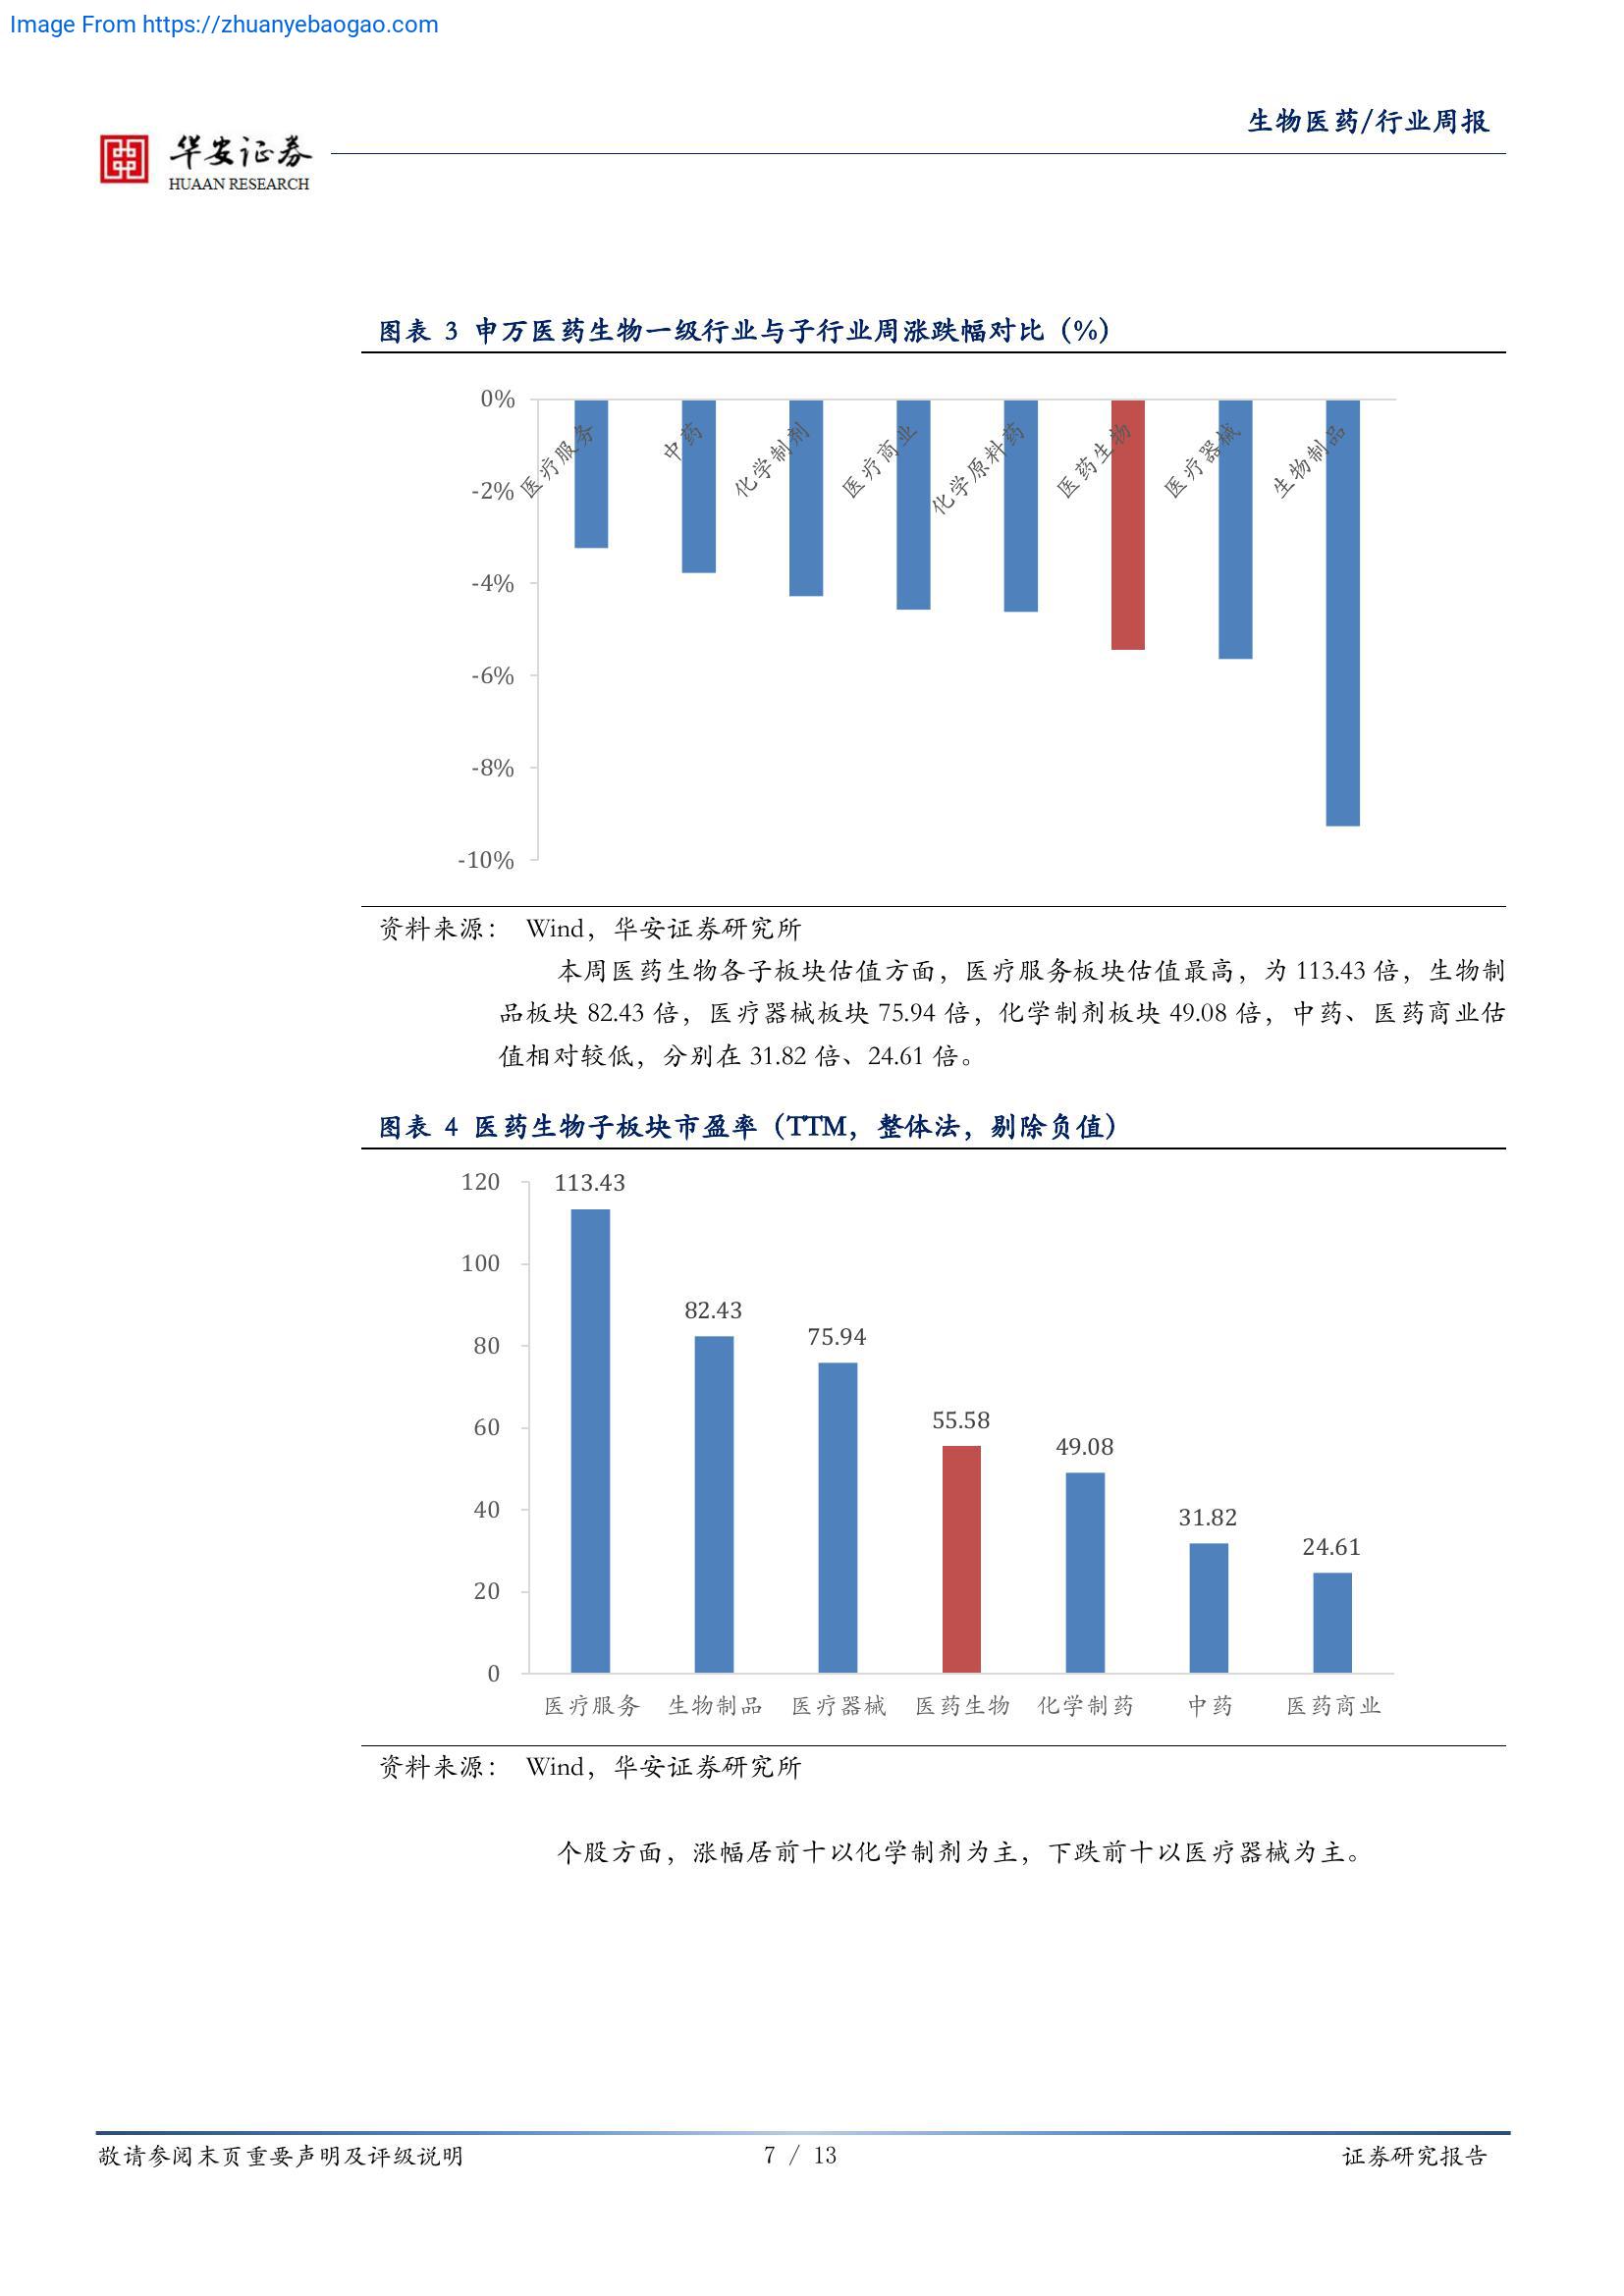 Image From https://zhuanyebaogao.com
生物医药/行业周报
华安证券
HUAAN RESEARCH
图表 3 申万医药生物一级行业与子行业周涨跌幅对比（%）
0%
-2%
-4%
-6%
-8%
-10%
医疗服务
中药
化学制剂
医疗商业
化学原料药
医药生物
医疗器械
生物制品
资料来源： Wind，华安证券研究所
本周医药生物各子板块估值方面，医疗服务板块估值最高，为 113.43 倍，生物制
品板块 82.43 倍，医疗器械板块 75.94 倍，化学制剂板块 49.08 倍，中药、医药商业估
值相对较低，分别在 31.82 倍、24.61 倍。
图表 4 医药生物子板块市盈率（TTM，整体法，剔除负值）
120
100
80
60
40
20
0
113.43
82.43
75.94
55.58
49.08
31.82
24.61
医疗服务
生物制品
医疗器械
医药生物
化学制药
中药
医药商业
资料来源： Wind，华安证券研究所
个股方面，涨幅居前十以化学制剂为主，下跌前十以医疗器械为主。
敬请参阅末页重要声明及评级说明
7 / 13
证券研究报告